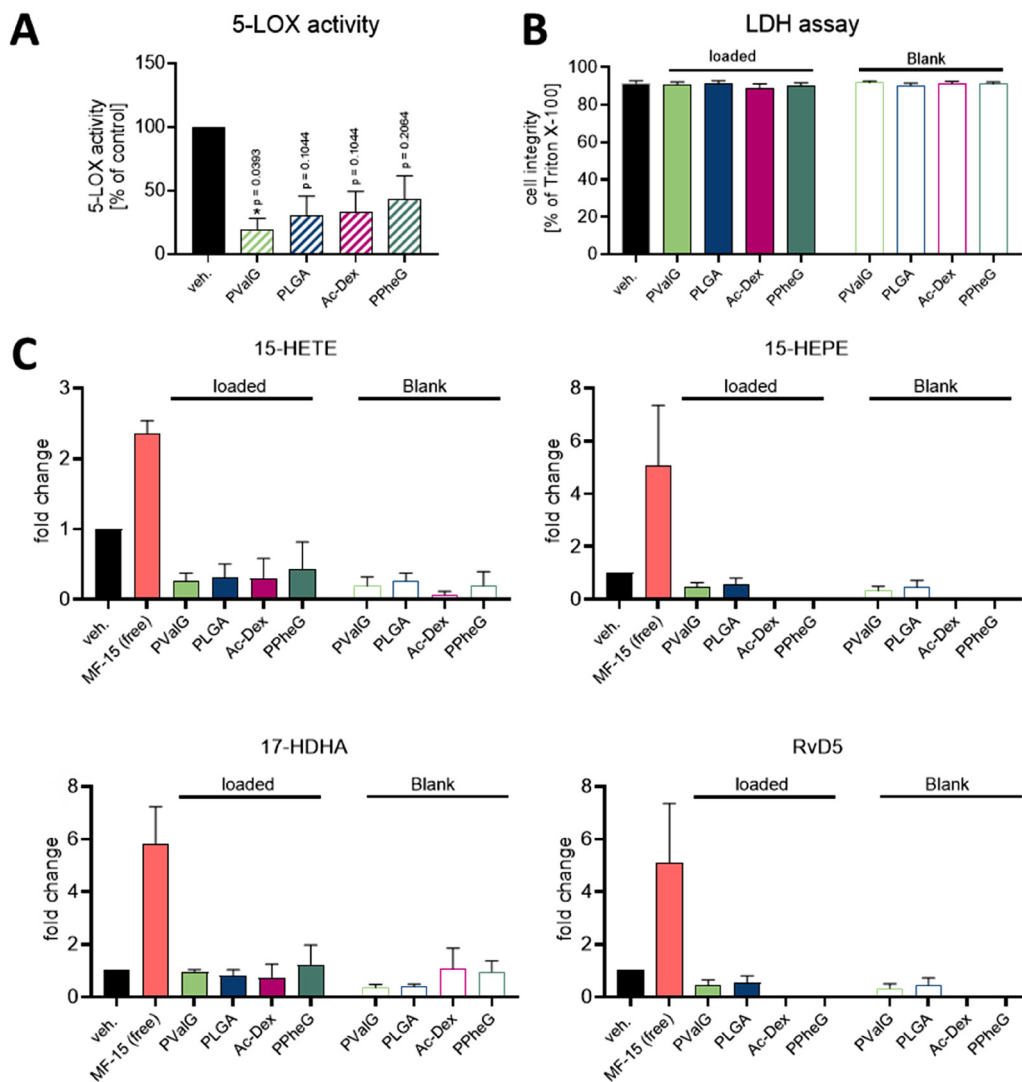 A
5-LOX activity
5-LOX activity
[% of control]
150
100
50
0
* p = 0.0393
p = 0.1044
p = 0.1044
p = 0.2064
veh.
PValG
PLGA
Ac-Dex
PPheG
B
LDH assay
loaded
Blank
cell integrity
[% of Triton X-100]
100
80
60
40
20
0
veh.
PValG
PLGA
Ac-Dex
PPheG
PValG
PLGA
Ac-Dex
PPheG
C
15-HETE
loaded
Blank
fold change
3
2
1
0
veh.
MF-15 (free)
PValG
PLGA
Ac-Dex
PPheG
PValG
PLGA
Ac-Dex
PPheG
15-HEPE
loaded
Blank
fold change
8
6
4
2
0
veh.
MF-15 (free)
PValG
PLGA
Ac-Dex
PPheG
PValG
PLGA
Ac-Dex
PPheG
17-HDHA
loaded
Blank
fold change
8
6
4
2
0
veh.
MF-15 (free)
PValG
PLGA
Ac-Dex
PPheG
PValG
PLGA
Ac-Dex
PPheG
RvD5
loaded
Blank
fold change
8
6
4
2
0
veh.
MF-15 (free)
PValG
PLGA
Ac-Dex
PPheG
PValG
PLGA
Ac-Dex
PPheG